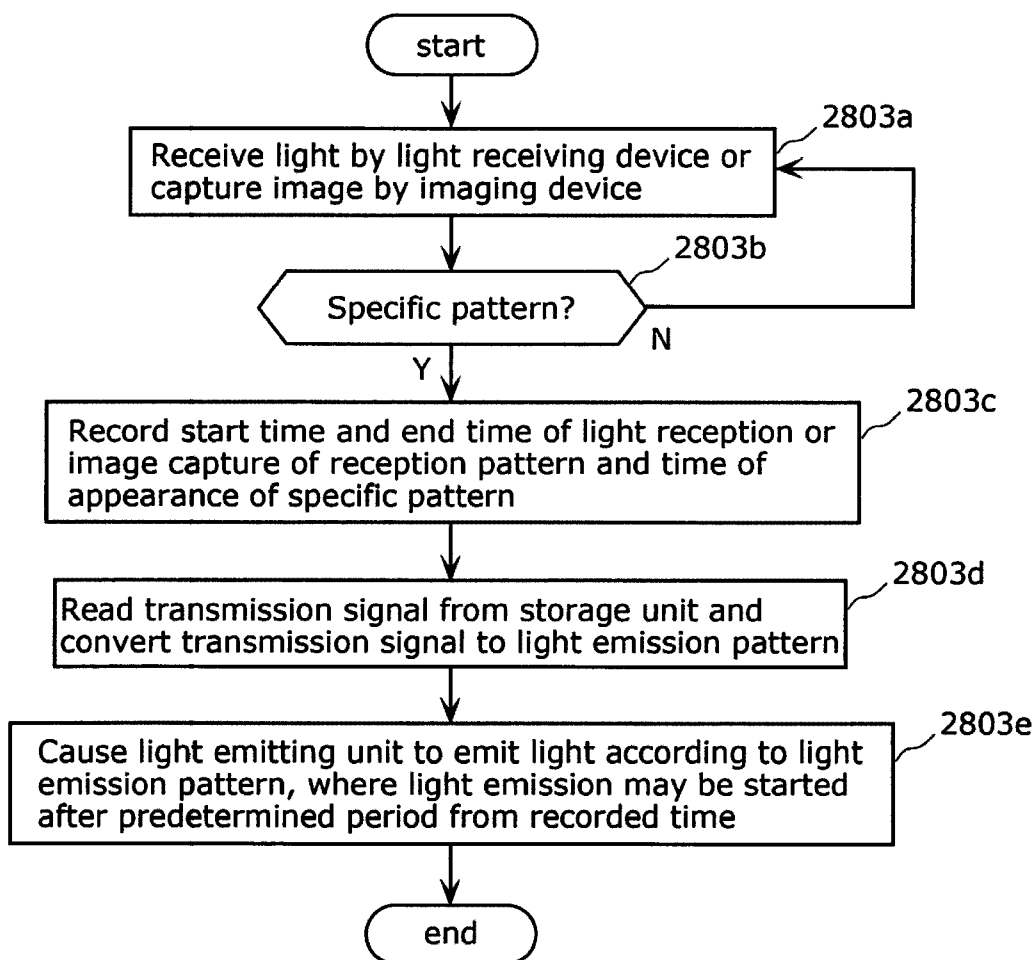 start
2803a
Receive light by light receiving device or
capture image by imaging device
2803b
Specific pattern?
N
Y
2803c
Record start time and end time of light reception or
image capture of reception pattern and time of
appearance of specific pattern
2803d
Read transmission signal from storage unit and
convert transmission signal to light emission pattern
2803e
Cause light emitting unit to emit light according to light
emission pattern, where light emission may be started
after predetermined period from recorded time
end